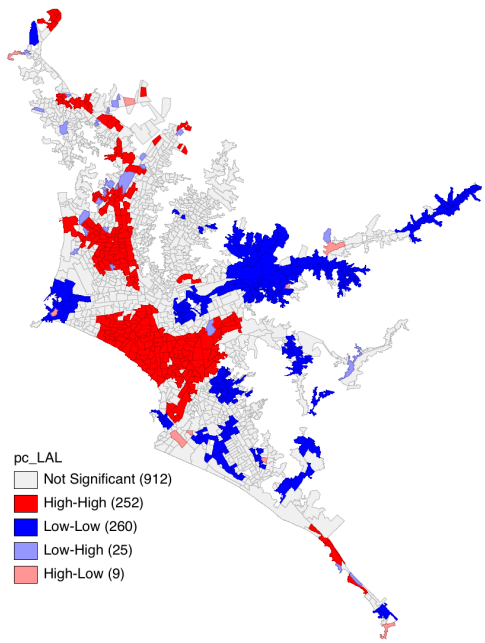 pc_LAL
Not Significant (912)
High-High (252)
Low-Low (260)
Low-High (25)
High-Low (9)